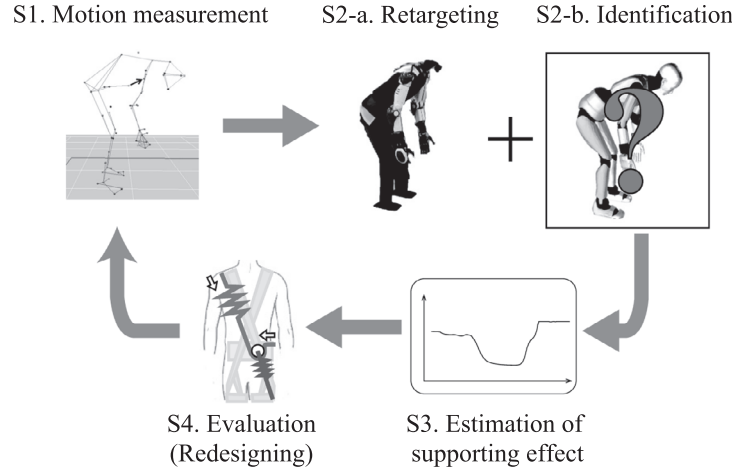 S1. Motion measurement
S2-a. Retargeting
S2-b. Identification
?
S4. Evaluation
(Redesigning)
S3. Estimation of
supporting effect